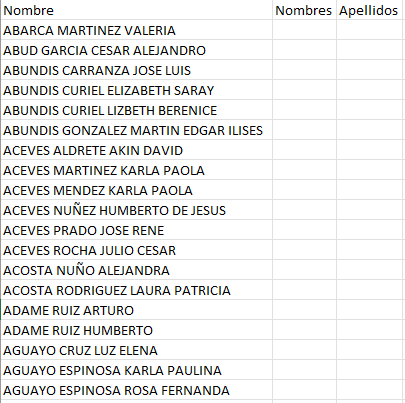 Nombre Nombres Apellidos
ABARCA MARTINEZ VALERIA
ABUD GARCIA CESAR ALEJANDRO
ABUNDIS CARRANZA JOSE LUIS
ABUNDIS CURIEL ELIZABETH SARAY
ABUNDIS CURIEL LIZBETH BERENICE
ABUNDIS GONZALEZ MARTIN EDGAR ILISES
ACEVES ALDRETE AKIN DAVID
ACEVES MARTINEZ KARLA PAOLA
ACEVES MENDEZ KARLA PAOLA
ACEVES NUÑEZ HUMBERTO DE JESUS
ACEVES PRADO JOSE RENE
ACEVES ROCHA JULIO CESAR
ACOSTA NUÑO ALEJANDRA
ACOSTA RODRIGUEZ LAURA PATRICIA
ADAME RUIZ ARTURO
ADAME RUIZ HUMBERTO
AGUAYO CRUZ LUZ ELENA
AGUAYO ESPINOSA KARLA PAULINA
AGUAYO ESPINOSA ROSA FERNANDA